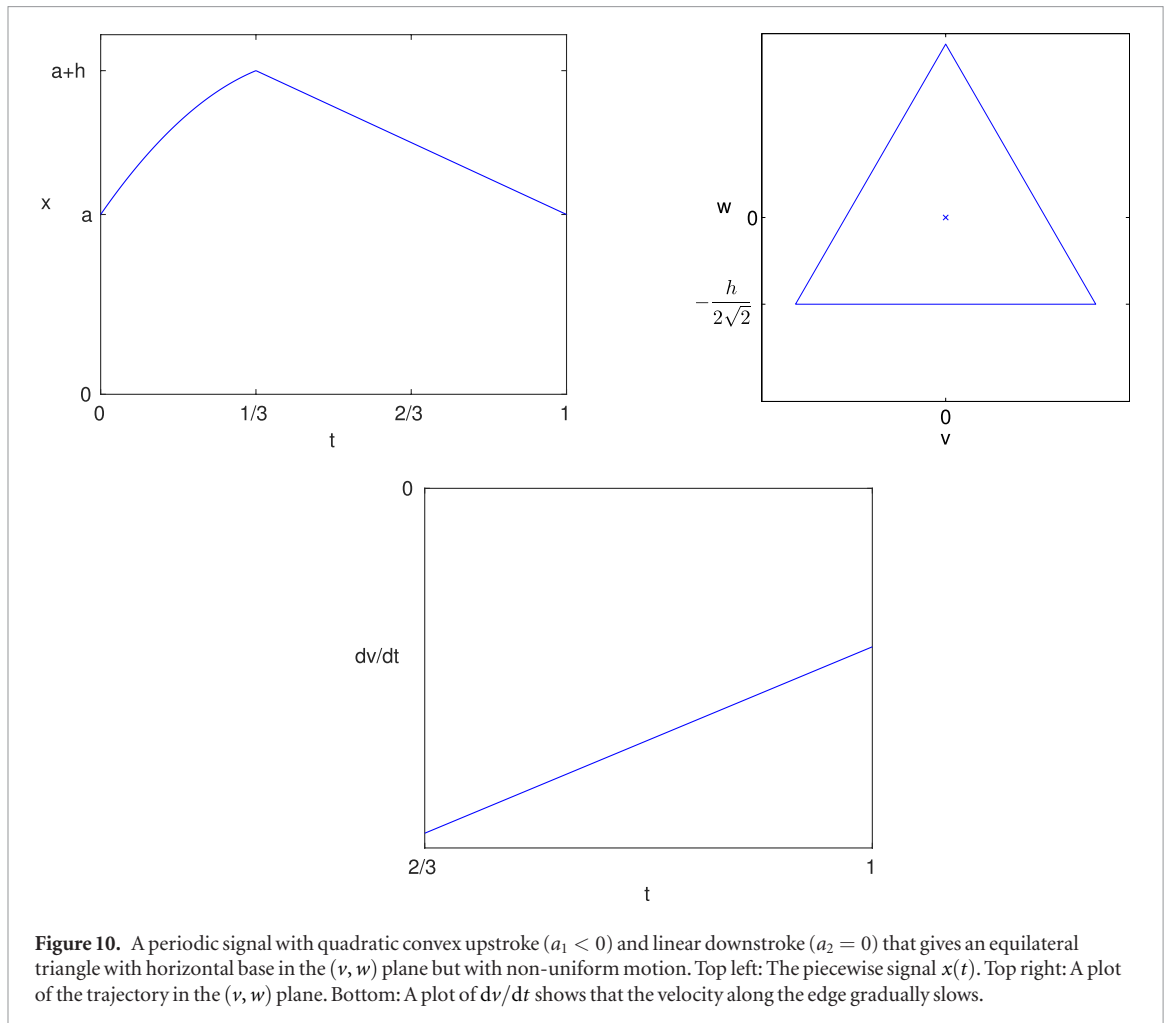 a+h
x
a
0
0
1/3
2/3
1
t
w
0
−h/2√2
0
v
0
dv/dt
2/3
1
t
Figure 10. A periodic signal with quadratic convex upstroke (a₁ < 0) and linear downstroke (a₂ = 0) that gives an equilateral
triangle with horizontal base in the (v, w) plane but with non-uniform motion. Top left: The piecewise signal x(t). Top right: A plot
of the trajectory in the (v, w) plane. Bottom: A plot of dv/dt shows that the velocity along the edge gradually slows.